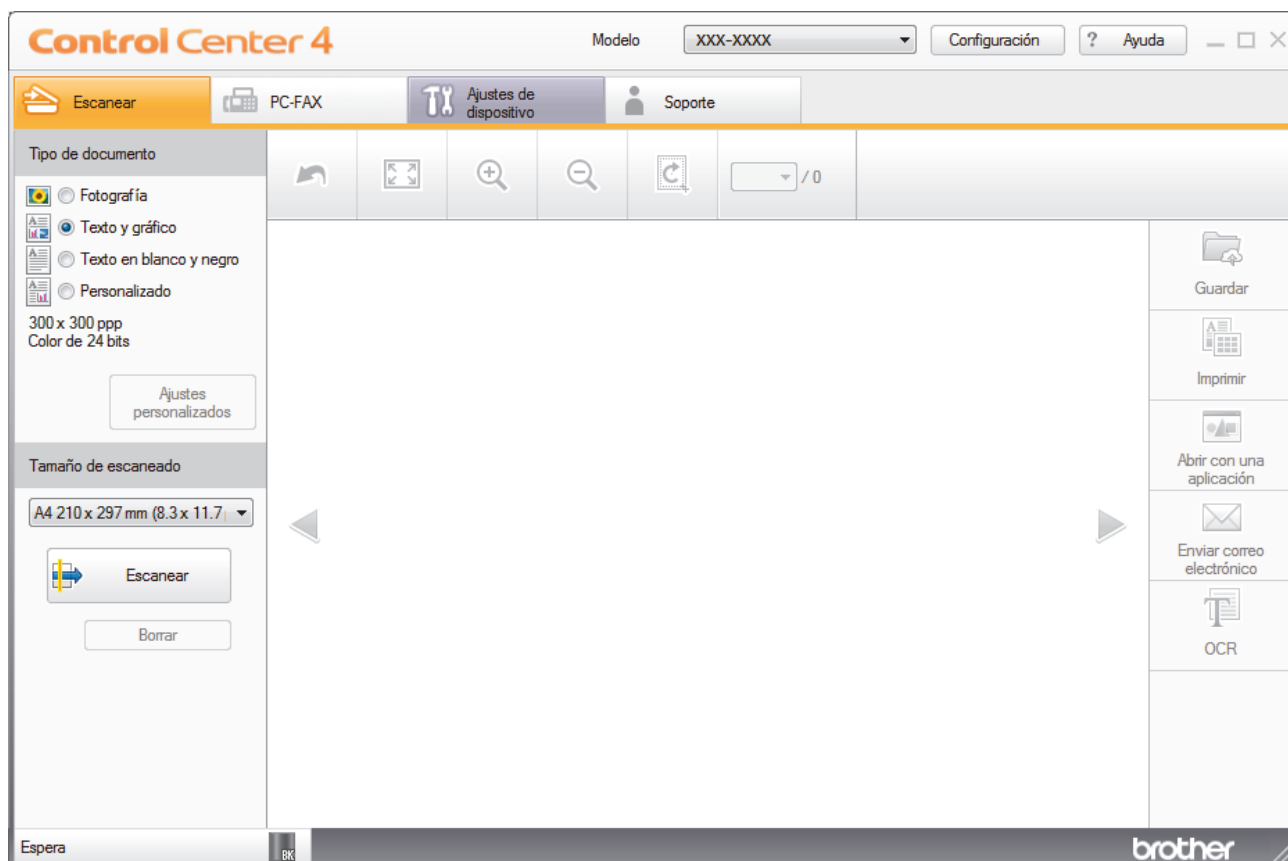 Control Center 4
Modelo
XXX-XXXX
Configuración
? Ayuda
Escanear
PC-FAX
Ajustes de
dispositivo
Soporte
Tipo de documento
/ 0
Fotografía
Texto y gráfico
Texto en blanco y negro
Personalizado
300 x 300 ppp
Color de 24 bits
Ajustes
personalizados
Tamaño de escaneado
A4 210 x 297 mm (8.3 x 11.7
Escanear
Borrar
Guardar
Imprimir
Abrir con una
aplicación
Enviar correo
electrónico
OCR
Espera
BK
brother